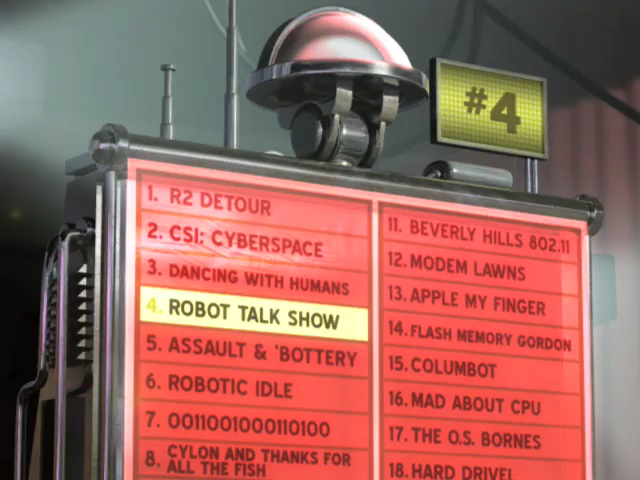 #4
1. R2 DETOUR
2. CSI: CYBERSPACE
3. DANCING WITH HUMANS
4. ROBOT TALK SHOW
5. ASSAULT & 'BOTTERY
6. ROBOTIC IDLE
7. 0011001000110100
8. CYLON AND THANKS FOR
ALL THE FISH
11. BEVERLY HILLS 802.11
12. MODEM LAWNS
13. APPLE MY FINGER
14. FLASH MEMORY GORDON
15. COLUMBOT
16. MAD ABOUT CPU
17. THE O.S. BORNES
18. HARD DRIVEL